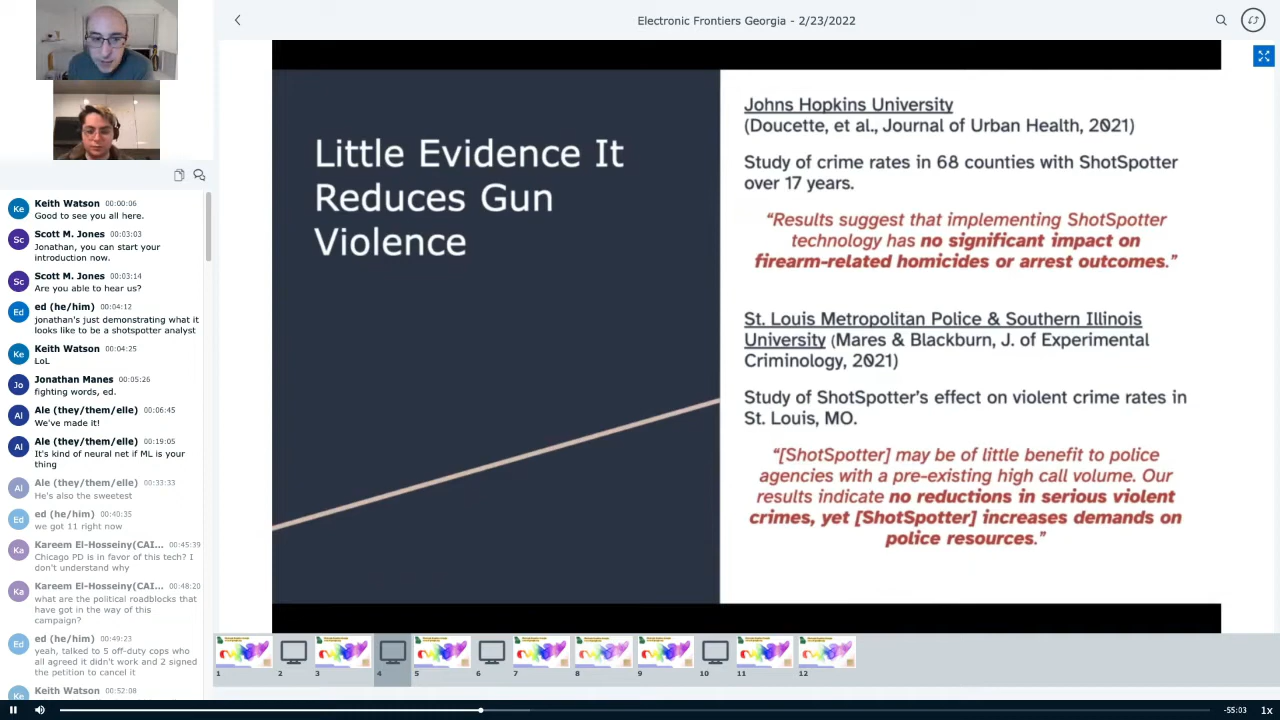 Electronic Frontiers Georgia - 2/23/2022
Ke
Keith Watson 00:00:06
Good to see you all here.
Sc
Scott M. Jones 00:03:03
Jonathan, you can start your
introduction now.
Sc
Scott M. Jones 00:03:14
Are you able to hear us?
Ed
ed (he/him) 00:04:12
jonathan's just demonstrating what it
looks like to be a shotspotter analyst
Ke
Keith Watson 00:04:25
LoL
Jo
Jonathan Manes 00:05:26
fighting words, ed.
Al
Ale (they/them/elle) 00:06:45
We've made it!
Al
Ale (they/them/elle) 00:19:05
It's kind of neural net if ML is your
thing
Al
Ale (they/them/elle) 00:33:33
He's also the sweetest
Ed
ed (he/him) 00:40:35
we got 11 right now
Ka
Kareem El-Hosseiny(CAI... 00:45:39
Chicago PD is in favor of this tech? I
don't understand why
Ka
Kareem El-Hosseiny(CAI... 00:48:20
what are the political roadblocks that
have got in the way of this
campaign?
Ed
ed (he/him) 00:49:23
yeah, talked to 5 off-duty cops who
all agreed it didn't work and 2 signed
the petition to cancel it
Ke
Keith Watson 00:52:08
Little Evidence It
Reduces Gun
Violence
Johns Hopkins University
(Doucette, et al., Journal of Urban Health, 2021)
Study of crime rates in 68 counties with ShotSpotter
over 17 years.
“Results suggest that implementing ShotSpotter
technology has no significant impact on
firearm-related homicides or arrest outcomes.”
St. Louis Metropolitan Police & Southern Illinois
University (Mares & Blackburn, J. of Experimental
Criminology, 2021)
Study of ShotSpotter’s effect on violent crime rates in
St. Louis, MO.
“[ShotSpotter] may be of little benefit to police
agencies with a pre-existing high call volume. Our
results indicate no reductions in serious violent
crimes, yet [ShotSpotter] increases demands on
police resources.”
1 2 3 4 5 6 7 8 9 10 11 12
-55:03 1x